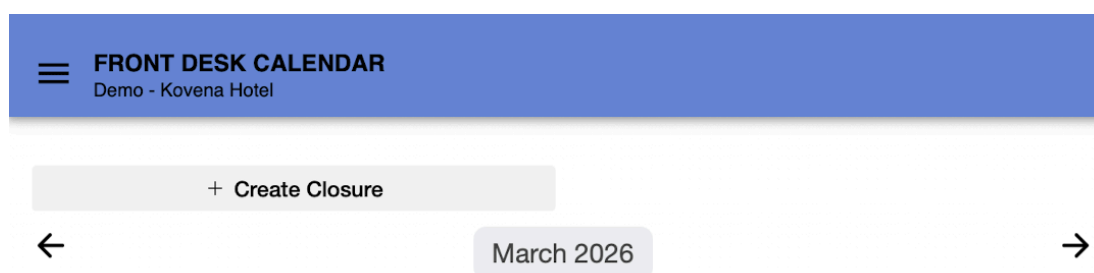 FRONT DESK CALENDAR
Demo - Kovena Hotel
+ Create Closure
March 2026